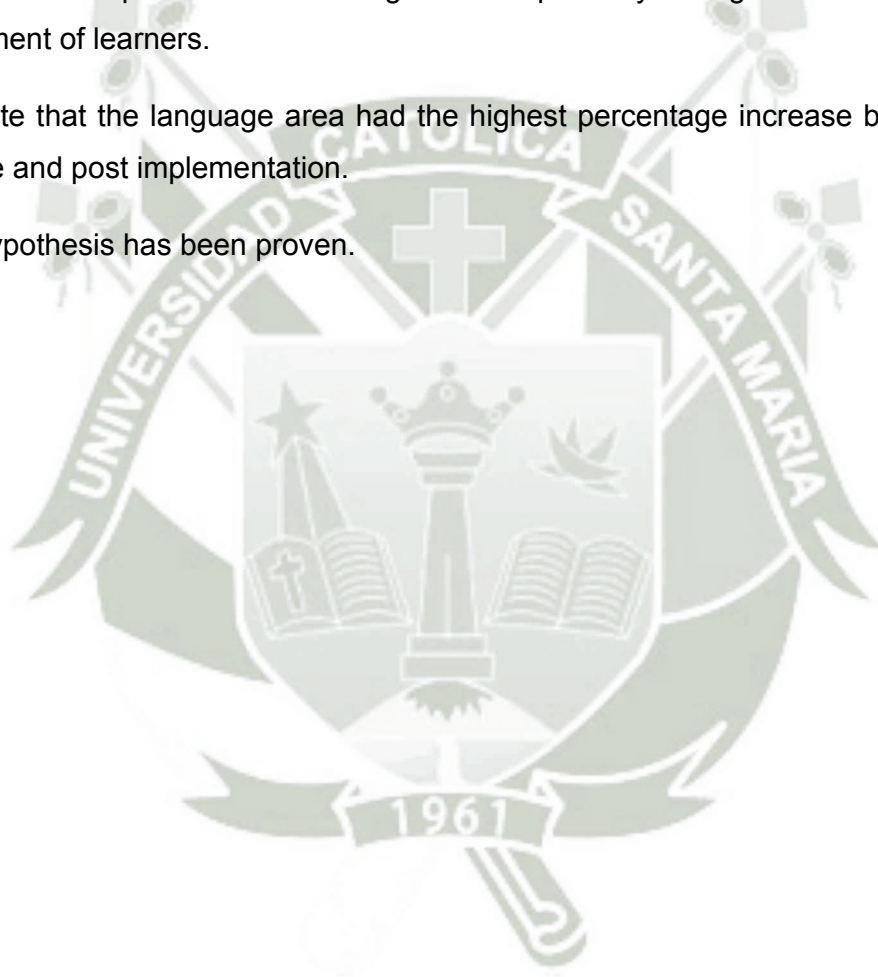 ment of learners.
te that the language area had the highest percentage increase b
e and post implementation.
ypothesis has been proven.
UNIVERSIDAD CATOLICA SANTA MARIA
1961